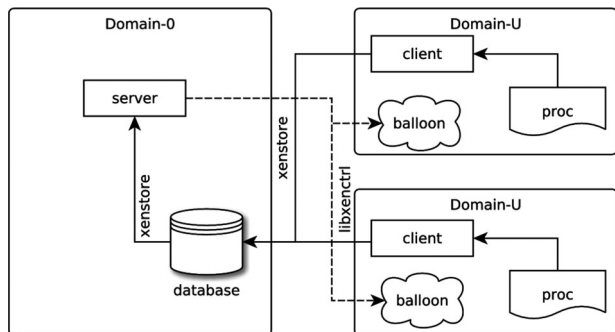 Domain-0
server
xenstore
database
xenstore
libxenctrl
Domain-U
client
proc
balloon
Domain-U
client
proc
balloon